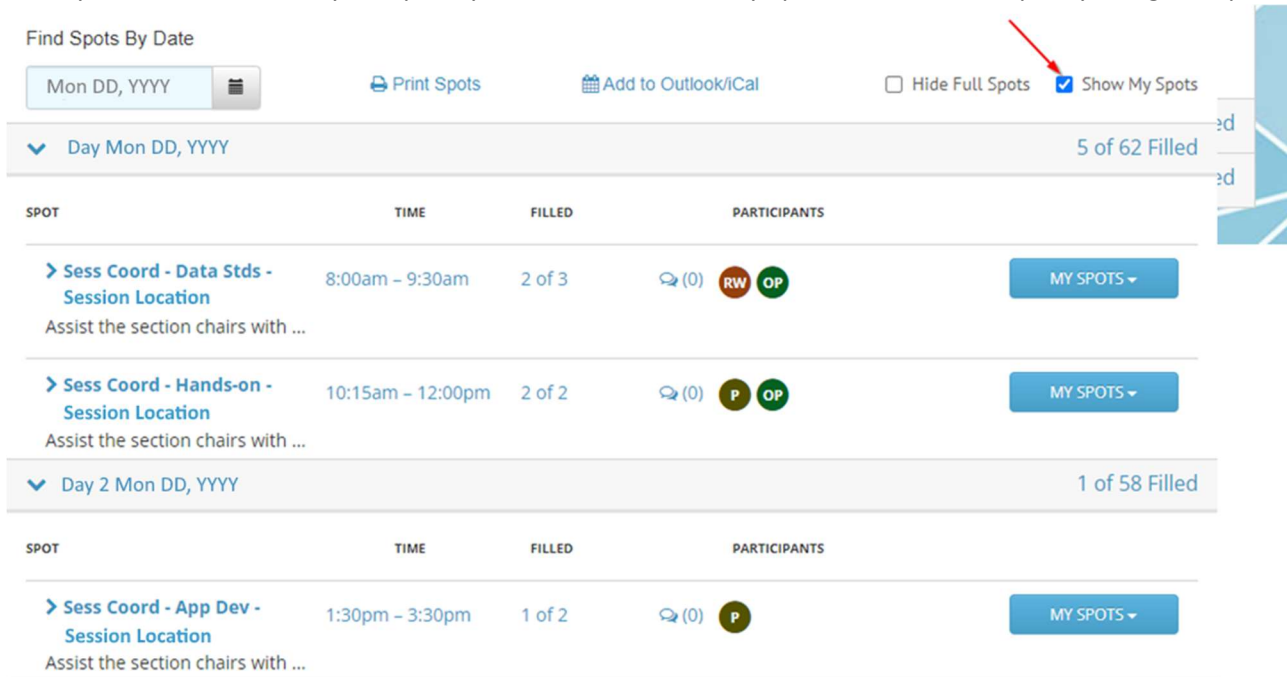 Find Spots By Date
Mon DD, YYYY Print Spots Add to Outlook/iCal Hide Full Spots Show My Spots
ed
Day Mon DD, YYYY 5 of 62 Filled
ed
SPOT TIME FILLED PARTICIPANTS
Sess Coord - Data Stds - 8:00am – 9:30am 2 of 3 (0) RW OP MY SPOTS
Session Location
Assist the section chairs with ...
Sess Coord - Hands-on - 10:15am – 12:00pm 2 of 2 (0) P OP MY SPOTS
Session Location
Assist the section chairs with ...
Day 2 Mon DD, YYYY 1 of 58 Filled
SPOT TIME FILLED PARTICIPANTS
Sess Coord - App Dev - 1:30pm – 3:30pm 1 of 2 (0) P MY SPOTS
Session Location
Assist the section chairs with ...